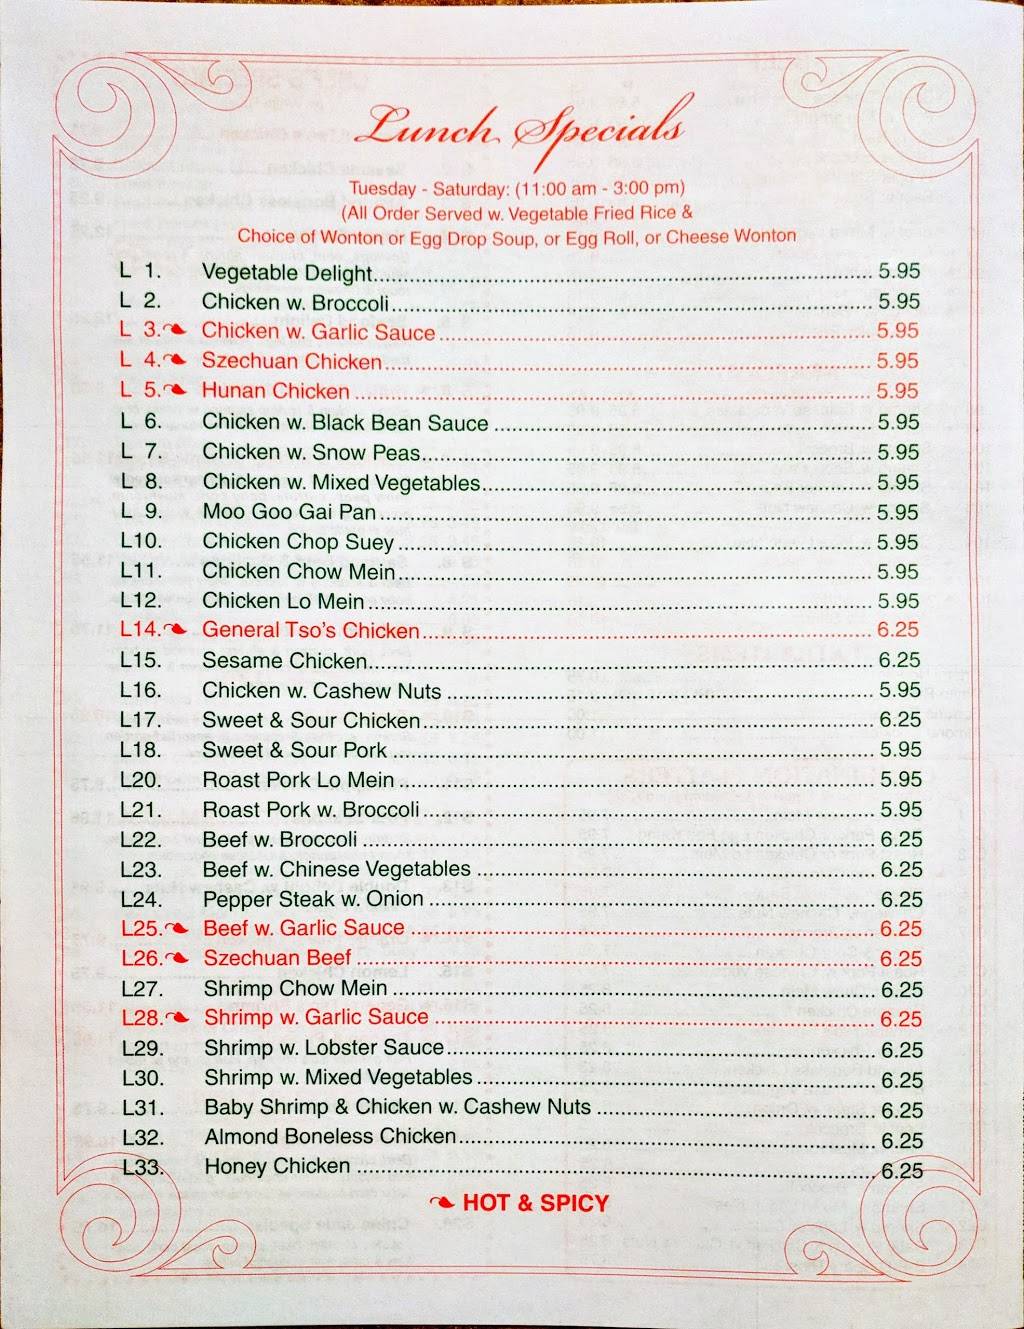 Lunch Specials
Tuesday - Saturday: (11:00 am - 3:00 pm)
(All Order Served w. Vegetable Fried Rice &
Choice of Wonton or Egg Drop Soup, or Egg Roll, or Cheese Wonton
L 1. Vegetable Delight 5.95
L 2. Chicken w. Broccoli 5.95
L 3. Chicken w. Garlic Sauce 5.95
L 4. Szechuan Chicken 5.95
L 5. Hunan Chicken 5.95
L 6. Chicken w. Black Bean Sauce 5.95
L 7. Chicken w. Snow Peas 5.95
L 8. Chicken w. Mixed Vegetables 5.95
L 9. Moo Goo Gai Pan 5.95
L10. Chicken Chop Suey 5.95
L11. Chicken Chow Mein 5.95
L12. Chicken Lo Mein 5.95
L14. General Tso's Chicken 6.25
L15. Sesame Chicken 6.25
L16. Chicken w. Cashew Nuts 5.95
L17. Sweet & Sour Chicken 6.25
L18. Sweet & Sour Pork 5.95
L20. Roast Pork Lo Mein 5.95
L21. Roast Pork w. Broccoli 5.95
L22. Beef w. Broccoli 6.25
L23. Beef w. Chinese Vegetables 6.25
L24. Pepper Steak w. Onion 6.25
L25. Beef w. Garlic Sauce 6.25
L26. Szechuan Beef 6.25
L27. Shrimp Chow Mein 6.25
L28. Shrimp w. Garlic Sauce 6.25
L29. Shrimp w. Lobster Sauce 6.25
L30. Shrimp w. Mixed Vegetables 6.25
L31. Baby Shrimp & Chicken w. Cashew Nuts 6.25
L32. Almond Boneless Chicken 6.25
L33. Honey Chicken 6.25
HOT & SPICY